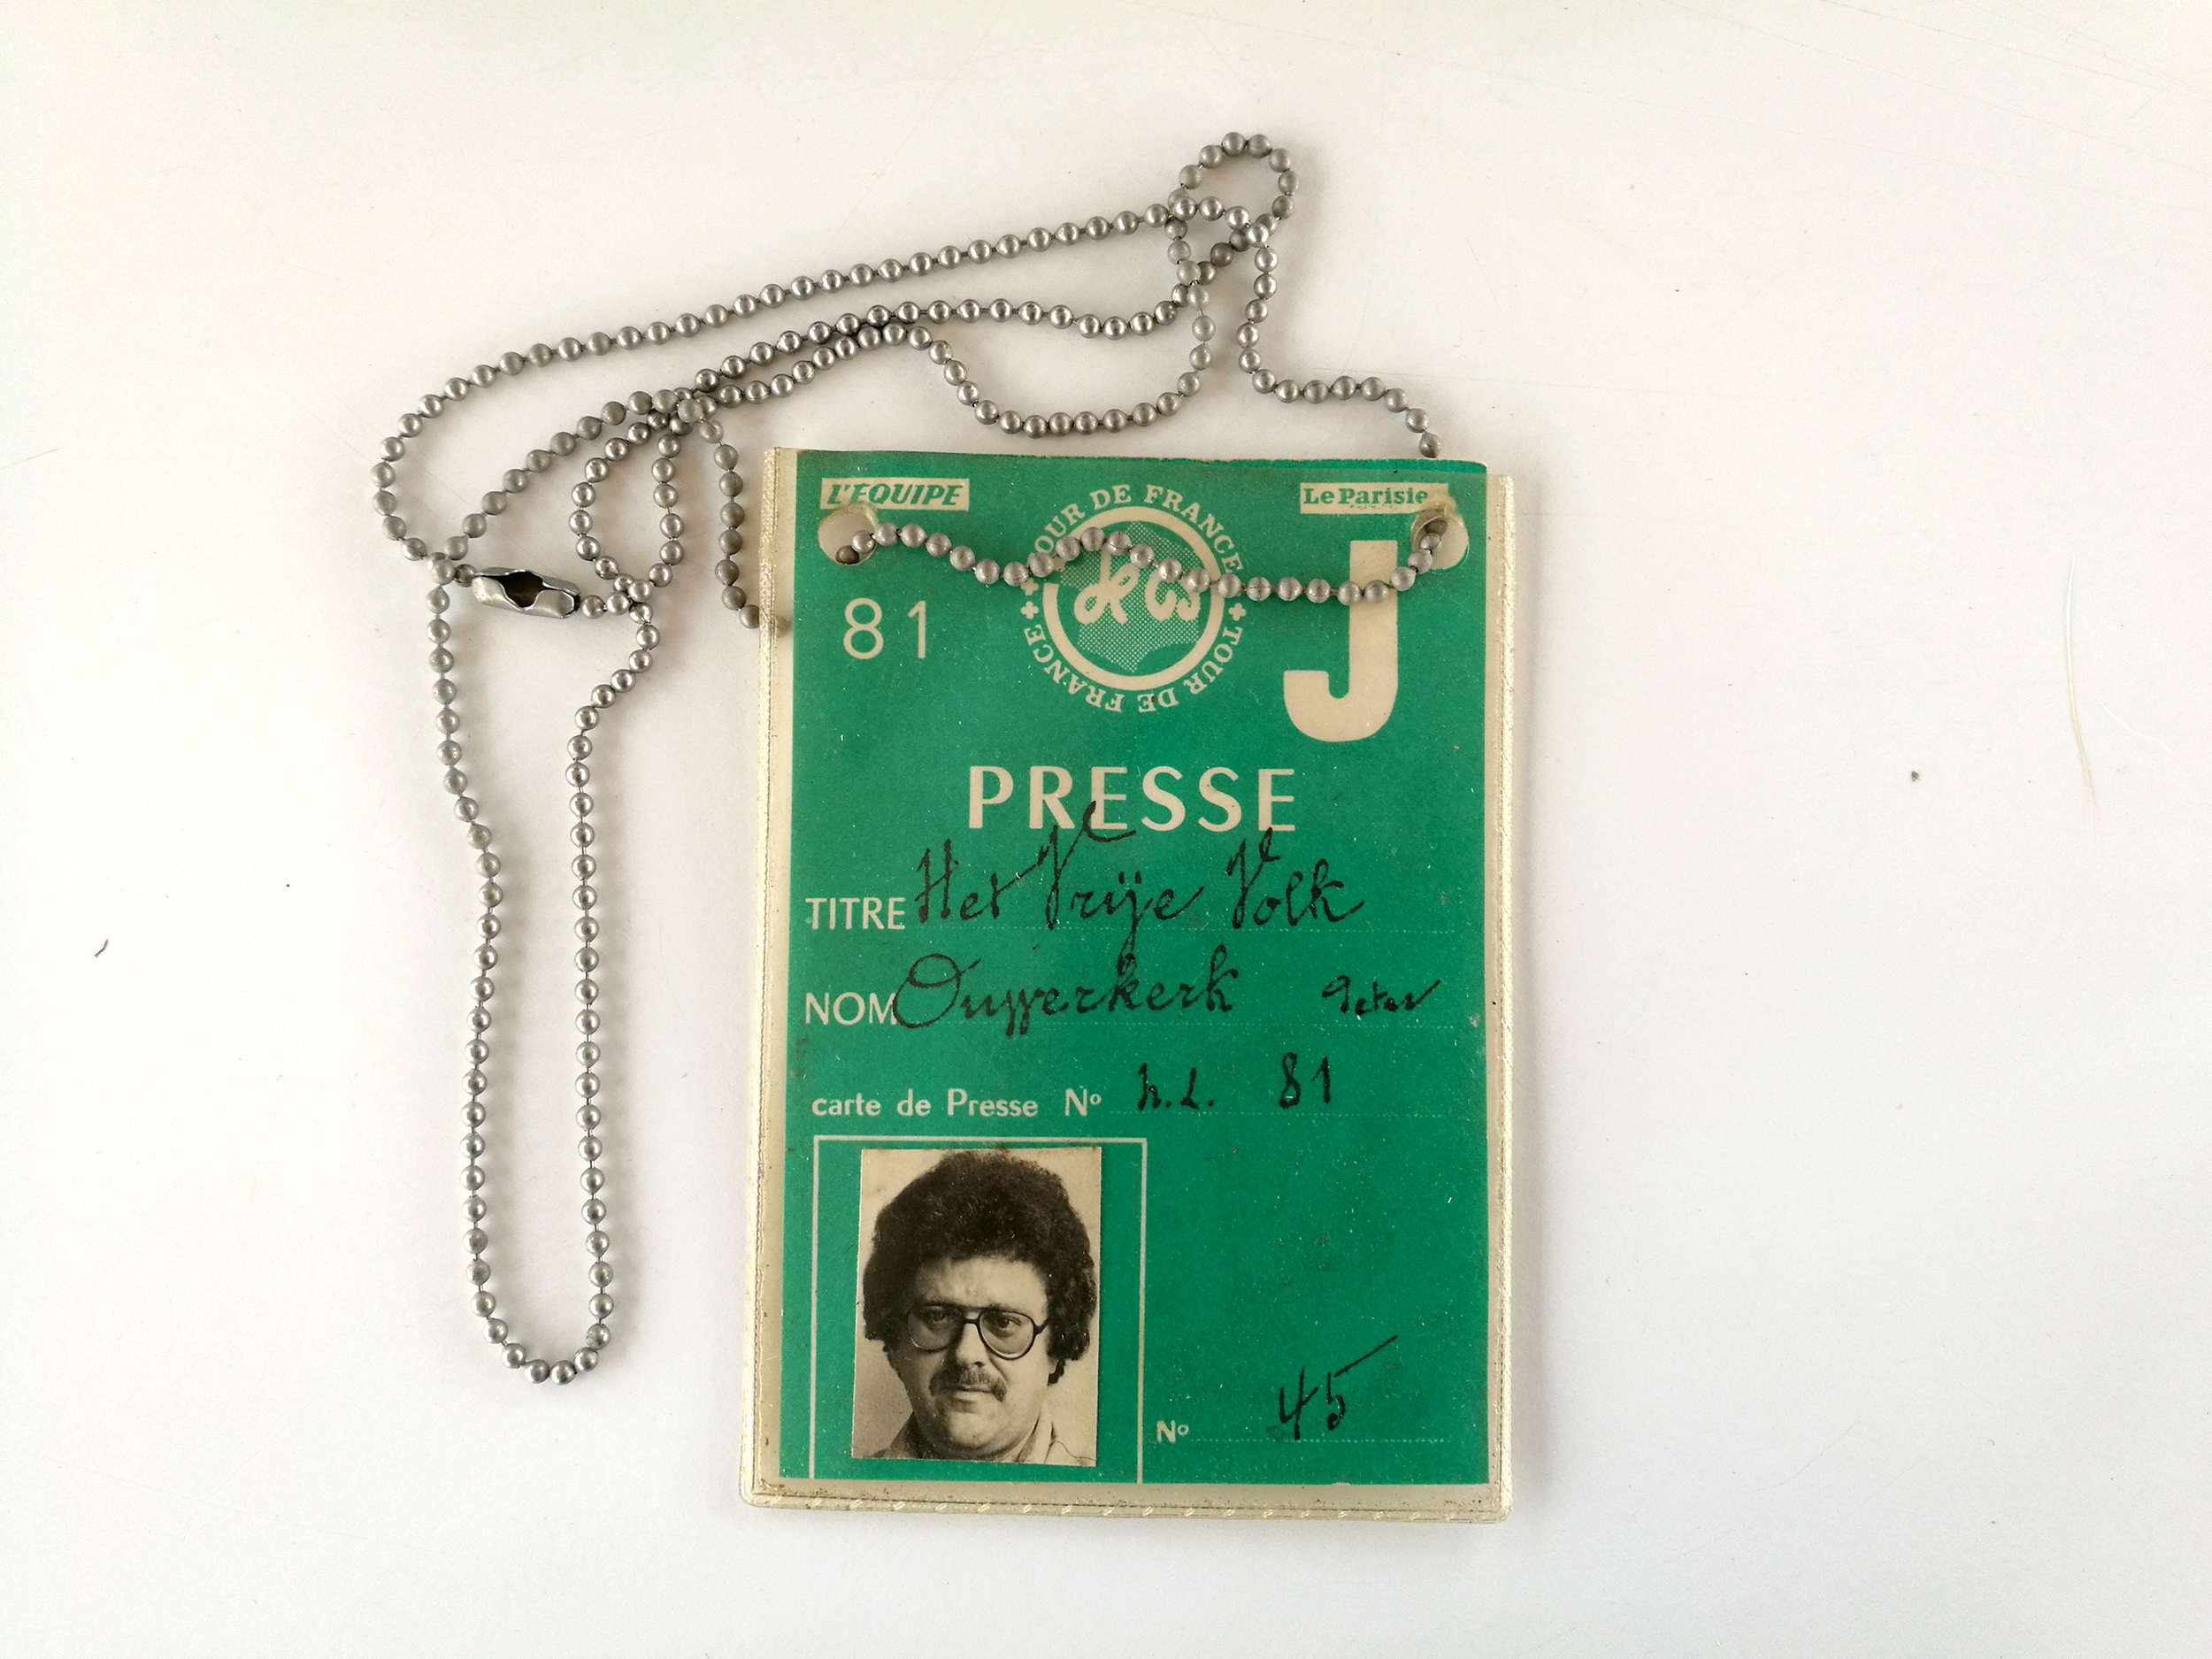 L'EQUIPE
Le Parisie
TOUR DE FRANCE
TOUR DE FRANCE
81
J
PRESSE
TITRE Het Vrÿe Volk
NOM Ouwerkerk Peter
carte de Presse Nº n.L. 81
Nº 45